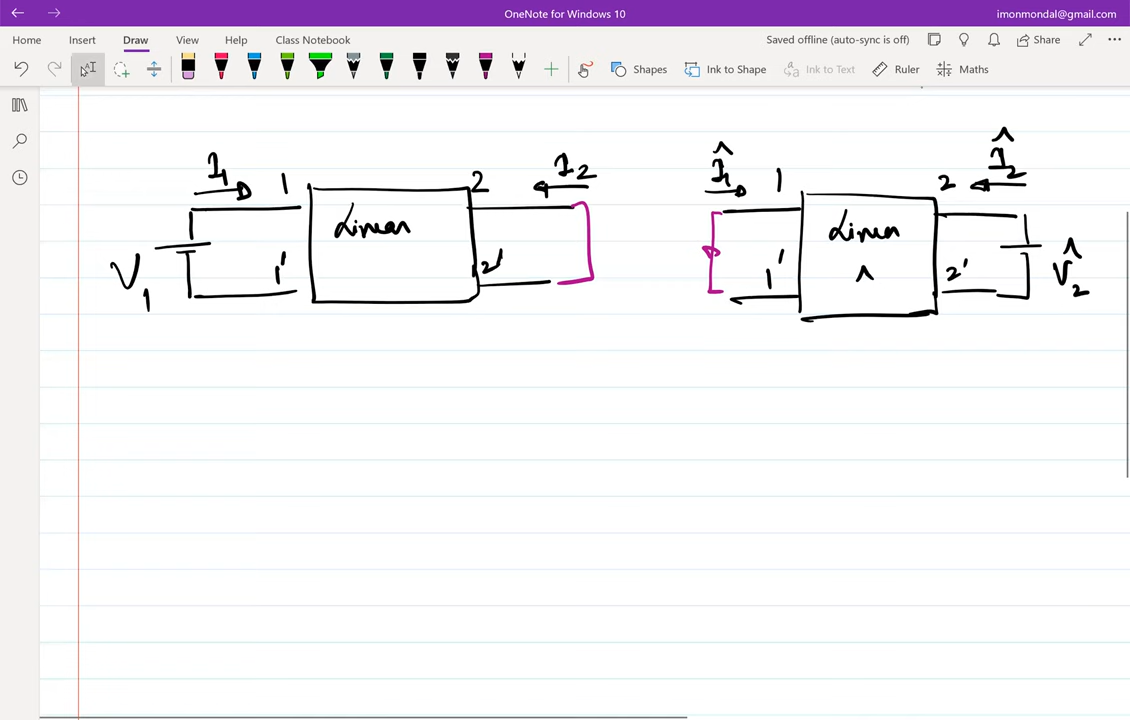 OneNote for Windows 10
imonmondal@gmail.com
Home Insert Draw View Help Class Notebook
Saved offline (auto-sync is off) Share
Shapes Ink to Shape Ink to Text Ruler Maths
I1 1 2 I2
V1 1' Linear 2'
Î1 1 2 Î2
1' Linear ^ 2' V̂2